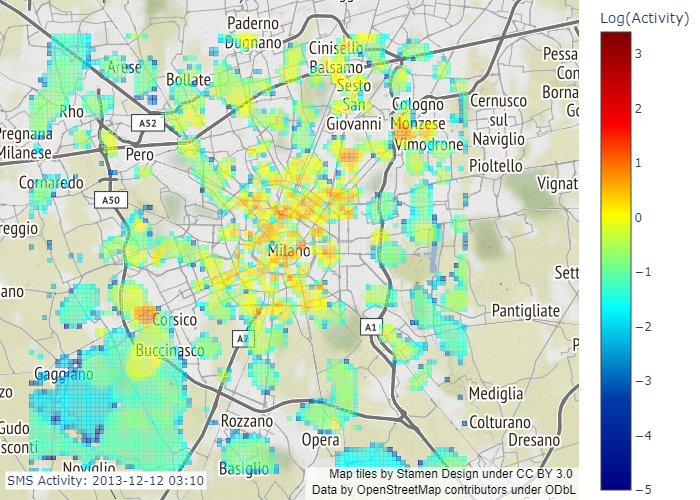 Log(Activity)
Paderno
Dugnano
Cinisello
Balsamo
Pessa
Con
Borna
Go
Arese
Bollate
Sesto
San
Giovanni
Rho
Cologno
Monzese
Cernusco
sul
Naviglio
A52
Pregnana
Milanese
Pero
Vimodrone
Pioltello
Cornaredo
Vignat
A50
reggio
Milano
Sett
ano
Pantigliate
Corsico
A7
A1
P
Buccinasco
Gaggiano
zo
Mediglia
Rozzano
Colturano
Gudo
sconti
Opera
Dresano
Noviglio
Basiglio
SMS Activity: 2013-12-12 03:10
Map tiles by Stamen Design under CC BY 3.0
Data by OpenStreetMap contributors under ODbL
3
2
1
0
−1
−2
−3
−4
−5